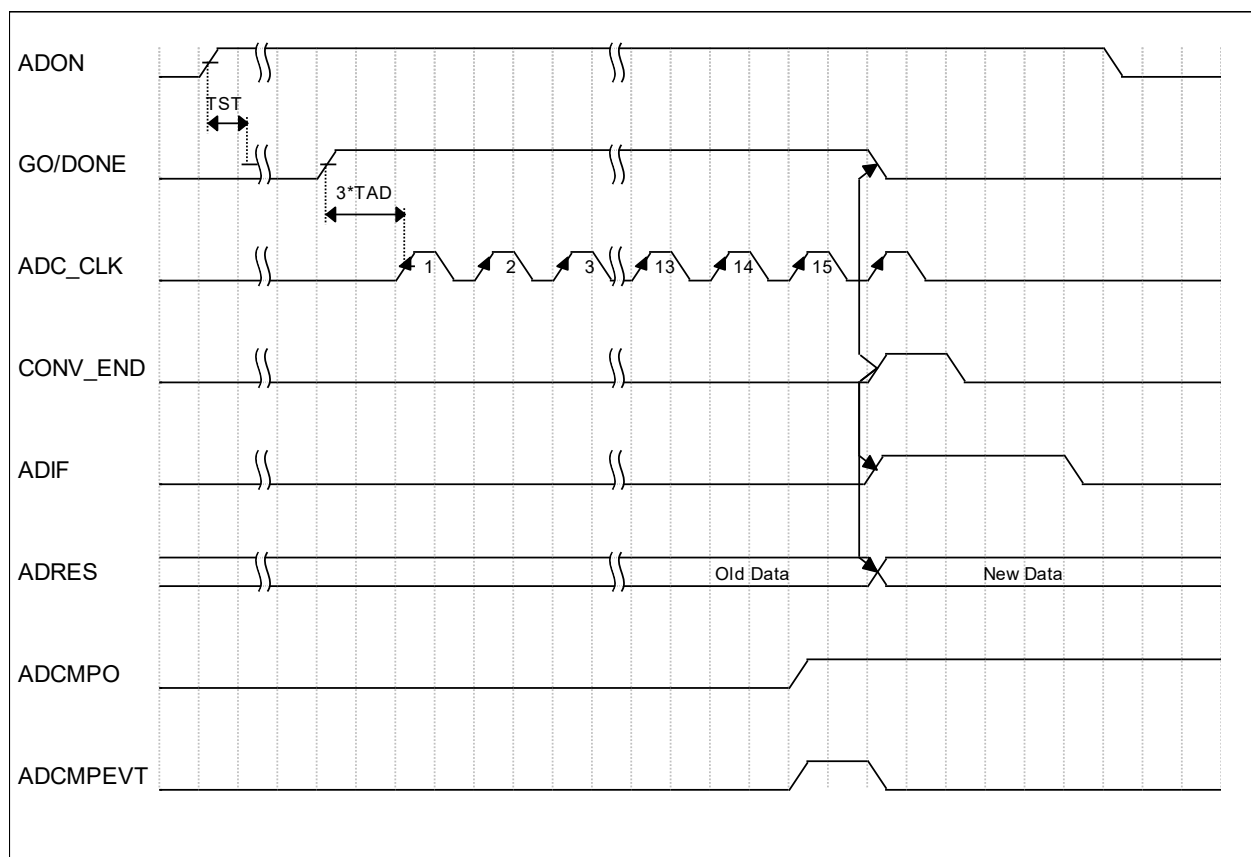 ADON
TST
GO/DONE
3*TAD
ADC_CLK
1 2 3 13 14 15
CONV_END
ADIF
ADRES
Old Data New Data
ADCMPO
ADCMPEVT